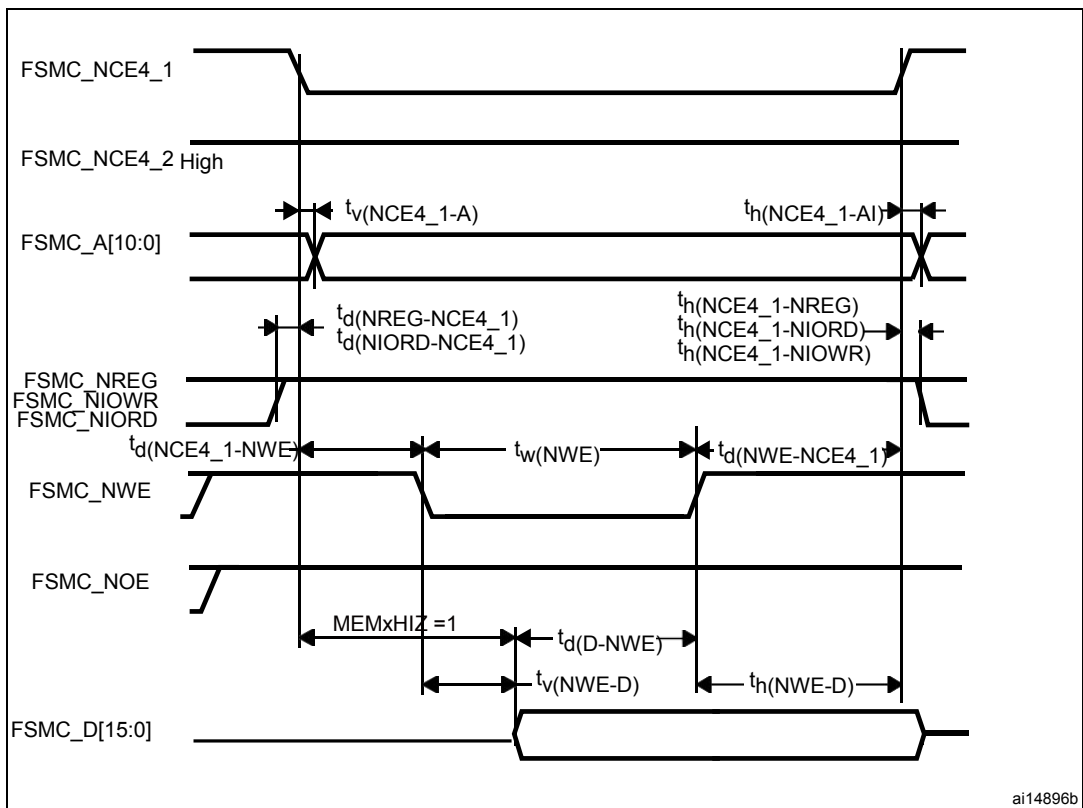 FSMC_NCE4_1
FSMC_NCE4_2 High
tv(NCE4_1-A)
th(NCE4_1-AI)
FSMC_A[10:0]
td(NREG-NCE4_1)
td(NIORD-NCE4_1)
th(NCE4_1-NREG)
th(NCE4_1-NIORD)
th(NCE4_1-NIOWR)
FSMC_NREG
FSMC_NIOWR
FSMC_NIORD
td(NCE4_1-NWE)
tw(NWE)
td(NWE-NCE4_1)
FSMC_NWE
FSMC_NOE
MEMxHIZ =1
td(D-NWE)
tv(NWE-D)
th(NWE-D)
FSMC_D[15:0]
ai14896b